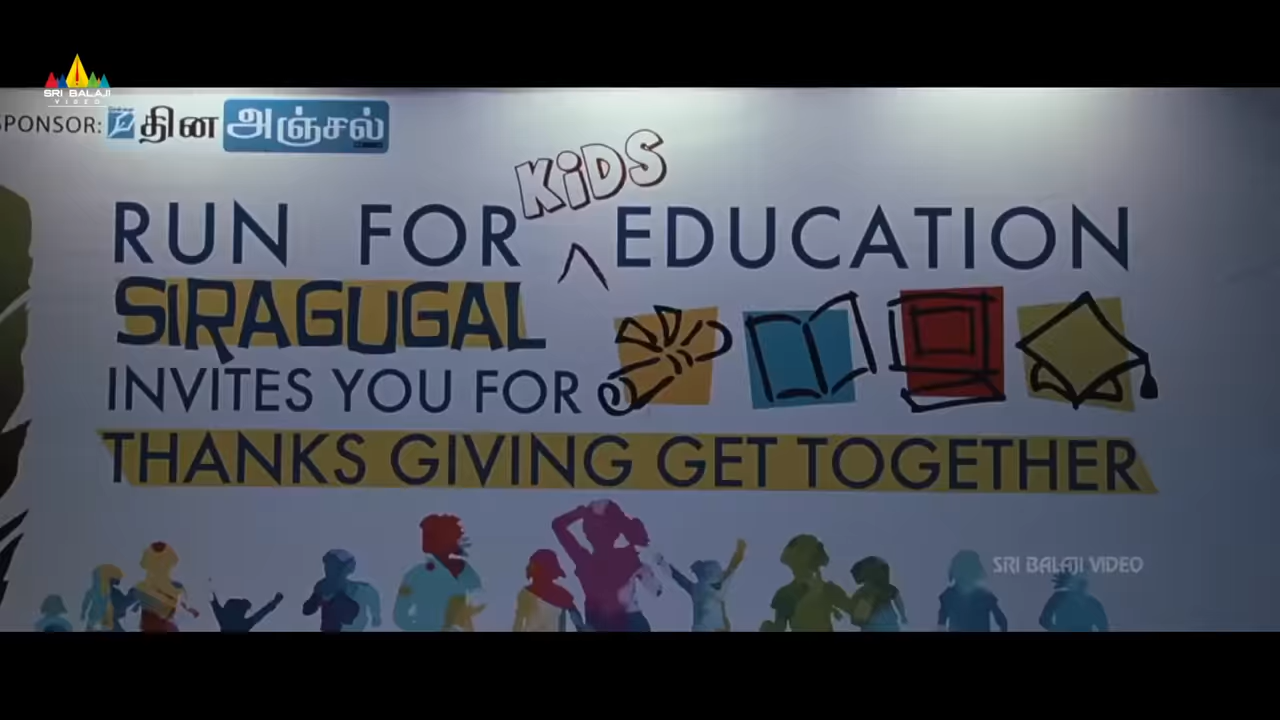 SRI BALAJI
VIDEO
SPONSOR: தின அஞ்சல்
KiDS
RUN FOR EDUCATION
SIRAGUGAL
INVITES YOU FOR
THANKS GIVING GET TOGETHER
SRI BALAJI VIDEO